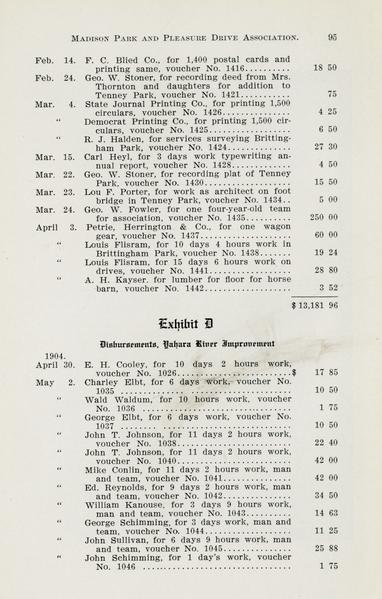 MADISON PARK AND PLEASURE DRIVE ASSOCIATION. 95
Feb. 14. F. C. Blied Co., for 1,400 postal cards and
printing same, voucher No. 1416.......... 18 50
Feb. 24. Geo. W. Stoner, for recording deed from Mrs.
Thornton and daughters for addition to
Tenney Park, voucher No. 1421........... 75
Mar. 4. State Journal Printing Co., for printing 1,500
circulars, voucher No. 1426............... 4 25
" Democrat Printing Co., for printing 1,500 cir-
culars, voucher No. 1425................. 6 50
" R. J. Halden, for services surveying Britting-
ham Park, voucher No. 1424.............. 27 30
Mar. 15. Carl Heyl, for 3 days work typewriting an-
nual report, voucher No. 1428............. 4 50
Mar. 22. Geo. W. Stoner, for recording plat of Tenney
Park, voucher No. 1430................... 15 50
Mar. 23. Lou F. Porter, for work as architect on foot
bridge in Tenney Park, voucher No. 1434.. 5 00
Mar. 24. Geo. W. Fowler, for one four-year-old team
for association, voucher No. 1435......... 250 00
April 3. Petrie, Herrington & Co., for one wagon
gear, voucher No. 1437................... 60 00
" Louis Flisram, for 10 days 4 hours work in
Brittingham Park, voucher No. 1438....... 19 24
" Louis Flisram, for 15 days 6 hours work on
drives, voucher No. 1441.................. 28 80
" A. H. Kayser. for lumber for floor for horse
barn, voucher No. 1442................... 3 52
$13,181 96
Exhibit D
Disbursements, Yahara River Improvement
1904.
April 30. E. H. Cooley, for 10 days 2 hours work,
voucher No. 1026........................$ 17 85
May 2. Charley Elbt, for 6 days work, voucher No.
1035 ................................... 10 50
" Wald Waldum, for 10 hours work, voucher
No. 1036 ............................... 1 75
" George Elbt, for 6 days work, voucher No.
1037 ................................... 10 50
" John T. Johnson, for 11 days 2 hours work,
voucher No. 1038........................ 22 40
" John T. Johnson, for 11 days 2 hours work,
voucher No. 1040........................ 42 00
" Mike Conlin, for 11 days 2 hours work, man
and team, voucher No. 1041.............. 42 00
" Ed. Reynolds, for 9 days 2 hours work, man
and team, voucher No. 1042.............. 34 50
" William Kanouse, for 3 days 9 hours work,
man and team, voucher No. 1043.......... 14 63
" George Schimming, for 3 days work, man and
team, voucher No. 1044................... 11 25
" John Sullivan, for 6 days 9 hours work, man
and team, voucher No. 1045.............. 25 88
" John Schimming, for 1 day's work, voucher
No. 1046 ............................... 1 75